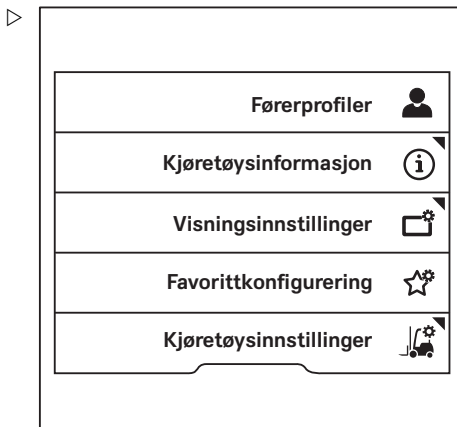 Førerprofiler
Kjøretøysinformasjon
Visningsinnstillinger
Favorittkonfigurering
Kjøretøysinnstillinger